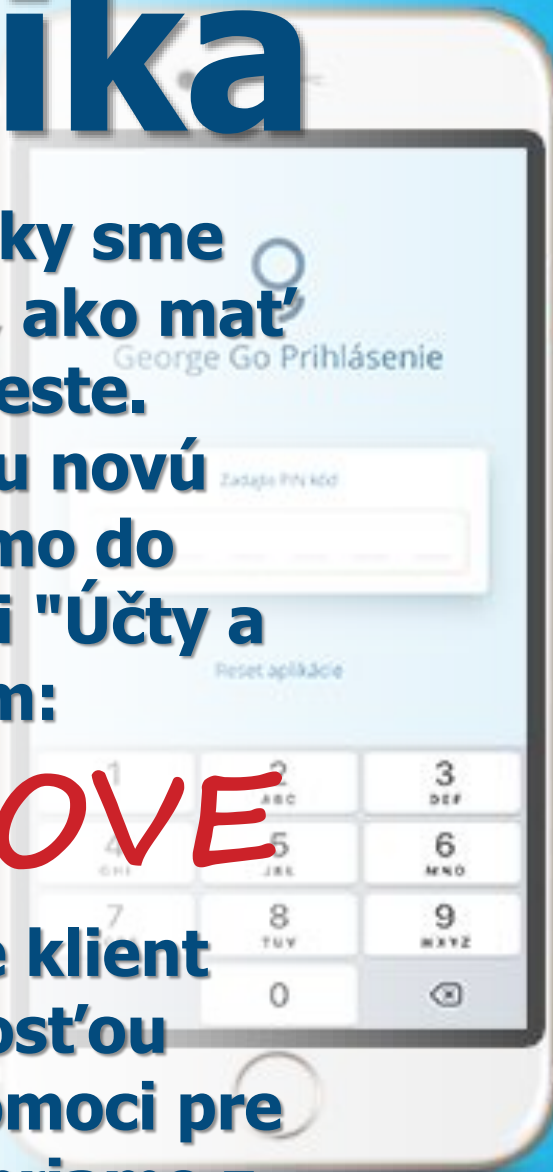 ika
ky sme
ako mať
George Go Prihlásenie
este.
u novú
Zadajte PIN kód
mo do
i "Účty a
m:
Reset aplikácie
OVE
1
2 ABC
3 DEF
4 GHI
5 JKL
6 MNO
7
8 TUV
9 WXYZ
0
e klient
osťou
omoci pre